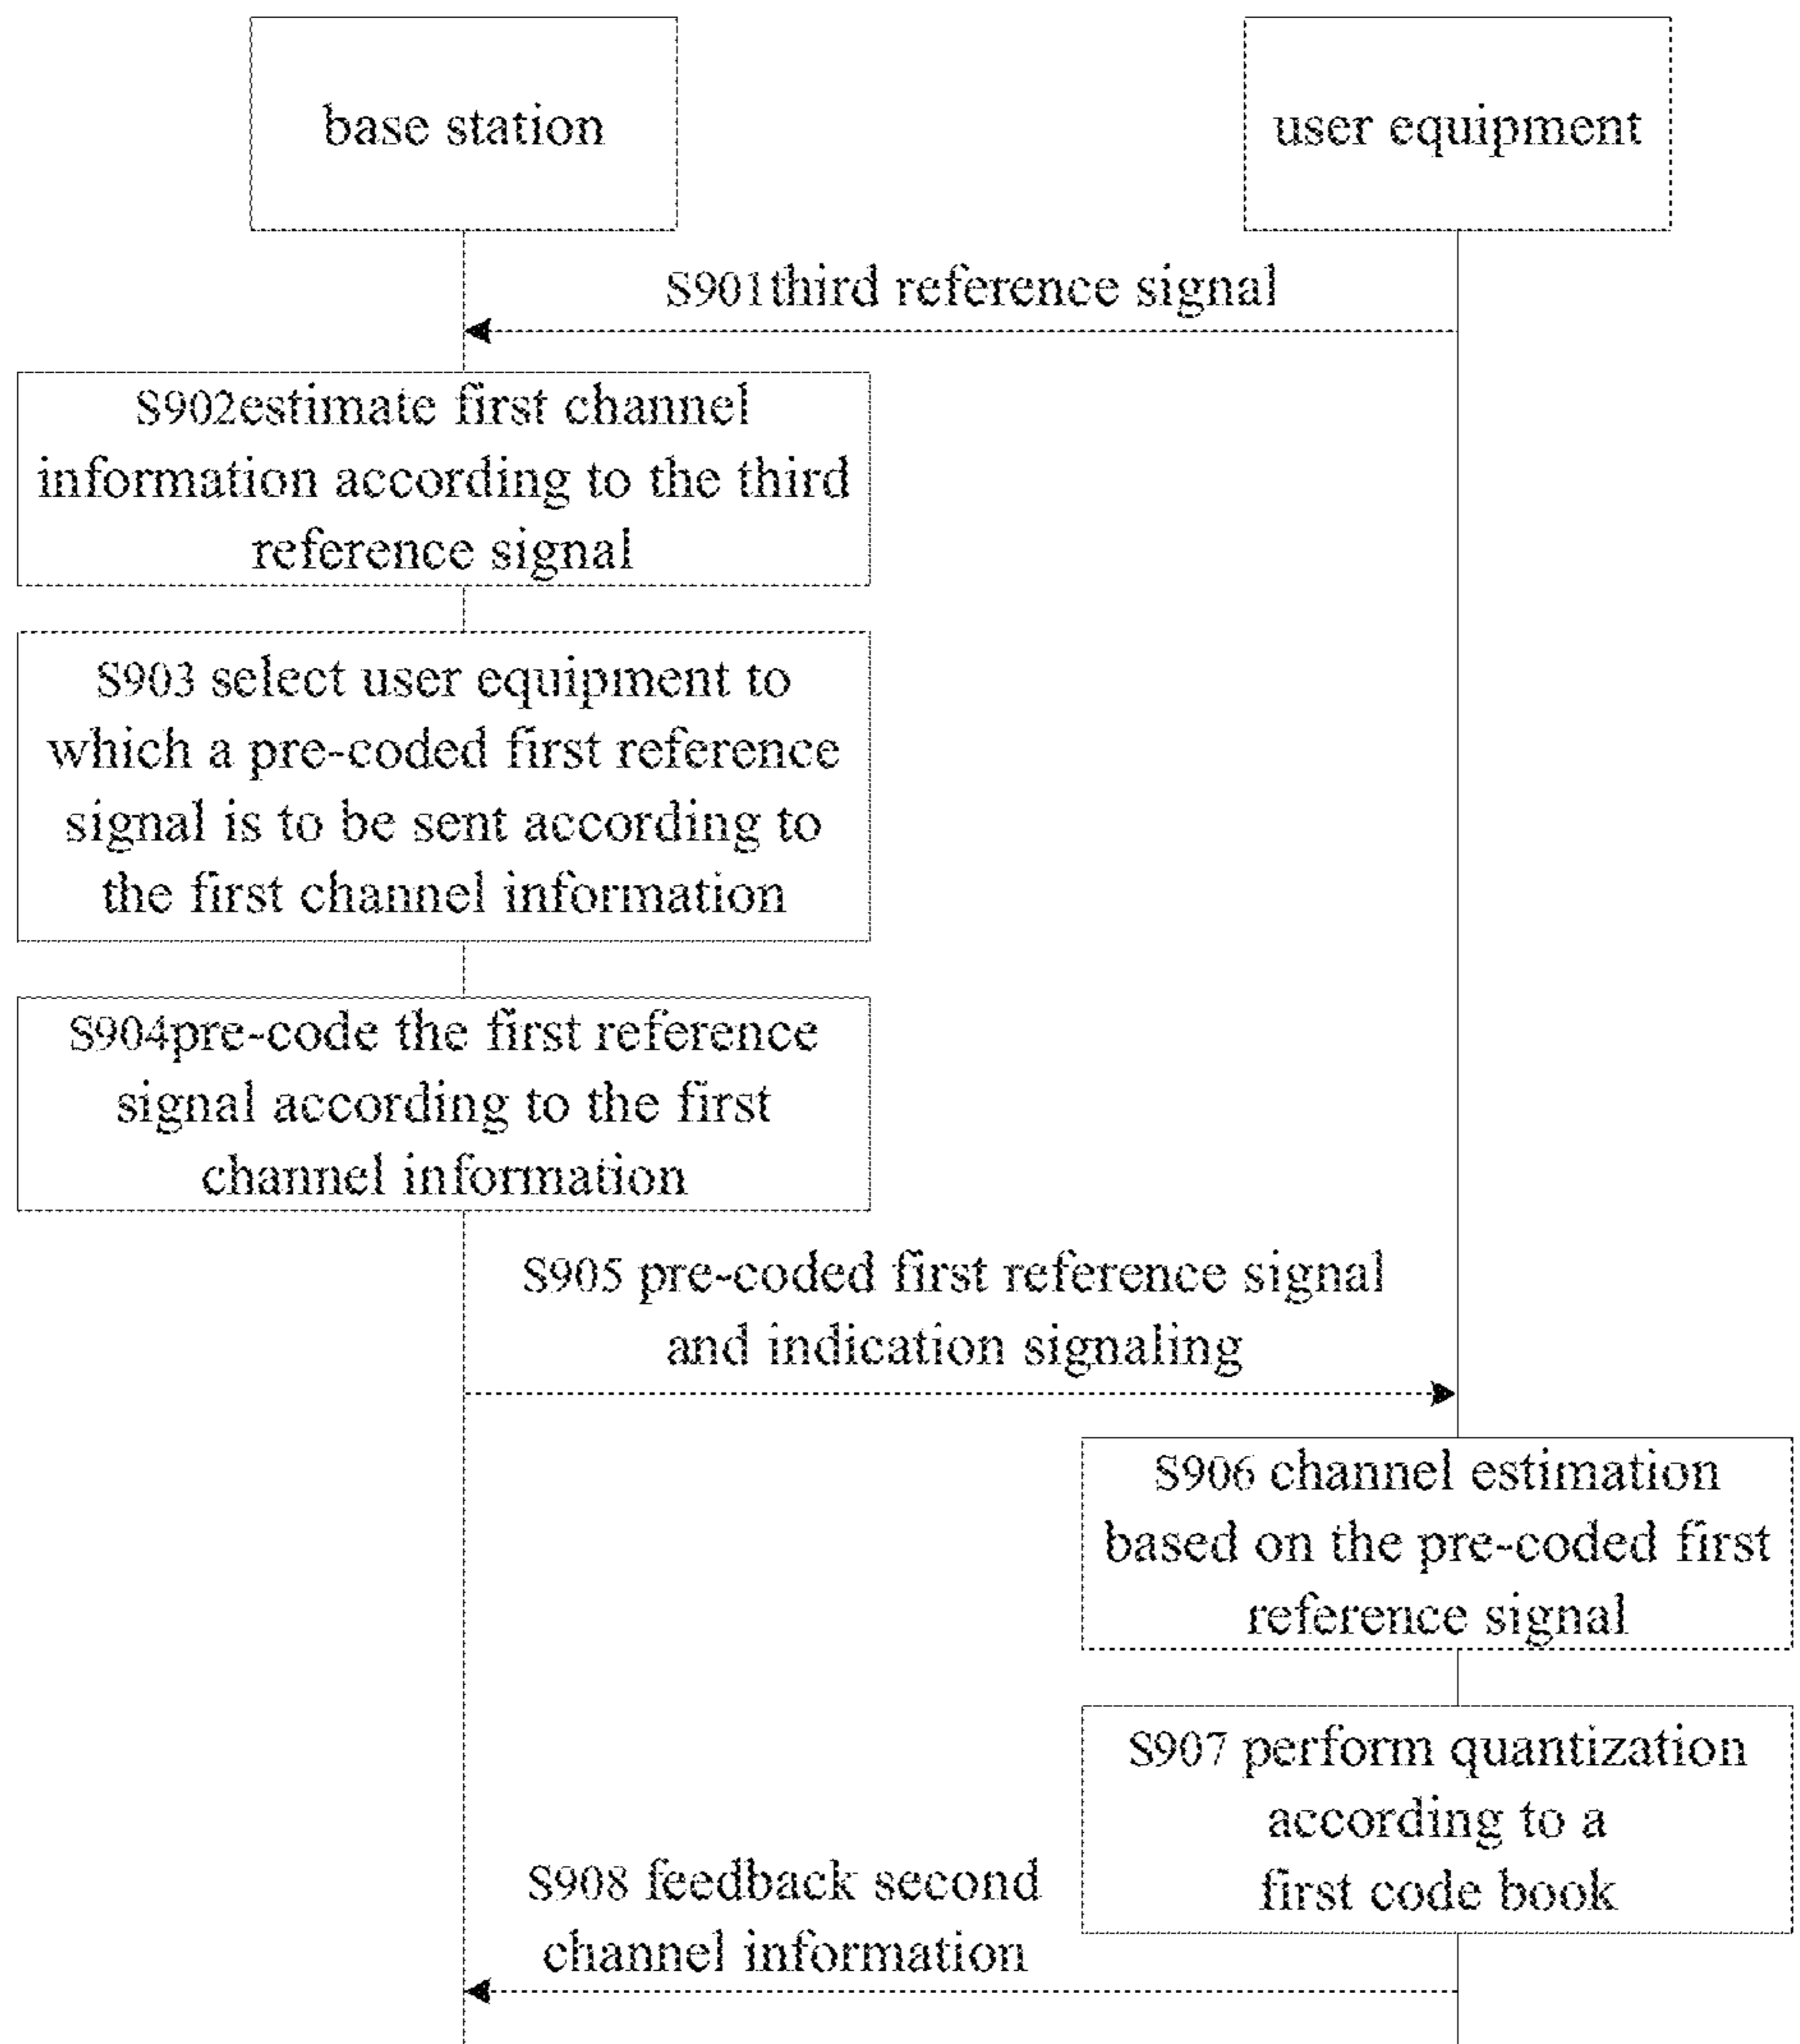 base station
user equipment
S901third reference signal
S902estimate first channel
information according to the third
reference signal
S903 select user equipment to
which a pre-coded first reference
signal is to be sent according to
the first channel information
S904pre-code the first reference
signal according to the first
channel information
S905 pre-coded first reference signal
and indication signaling
S906 channel estimation
based on the pre-coded first
reference signal
S907 perform quantization
according to a
first code book
S908 feedback second
channel information